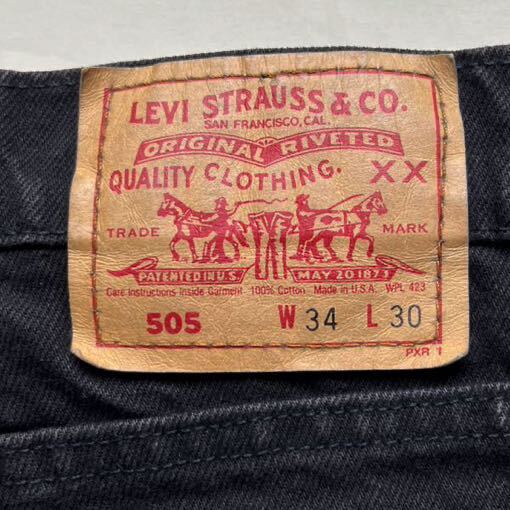 LEVI STRAUSS & CO.
SAN FRANCISCO, CAL.
ORIGINAL RIVETED
QUALITY CLOTHING. XX
TRADE MARK
PATENTED IN U.S. MAY 20 1873
Care Instructions Inside Garment 100% Cotton Made in U.S.A. WPL 423
505 W 34 L 30
PXR 1